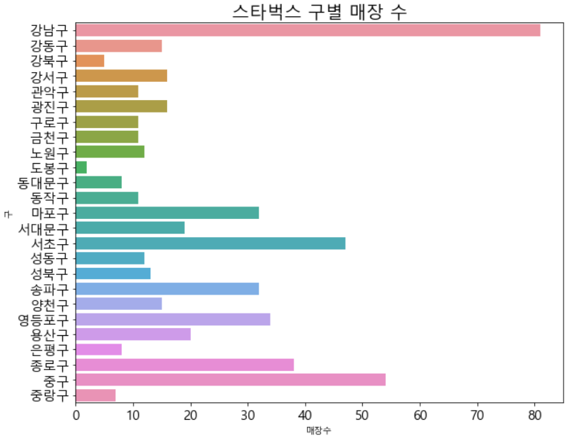 스타벅스 구별 매장 수
강남구
강동구
강북구
강서구
관악구
광진구
구로구
금천구
노원구
도봉구
동대문구
동작구
마포구
서대문구
서초구
성동구
성북구
송파구
양천구
영등포구
용산구
은평구
종로구
중구
중랑구
구
0 10 20 30 40 50 60 70 80
매장수